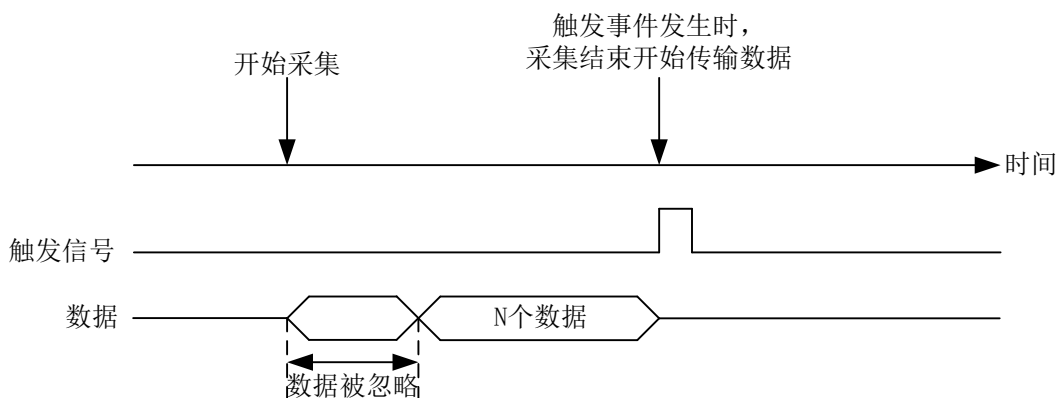 触发事件发生时，
采集结束开始传输数据
开始采集
时间
触发信号
数据
N个数据
数据被忽略